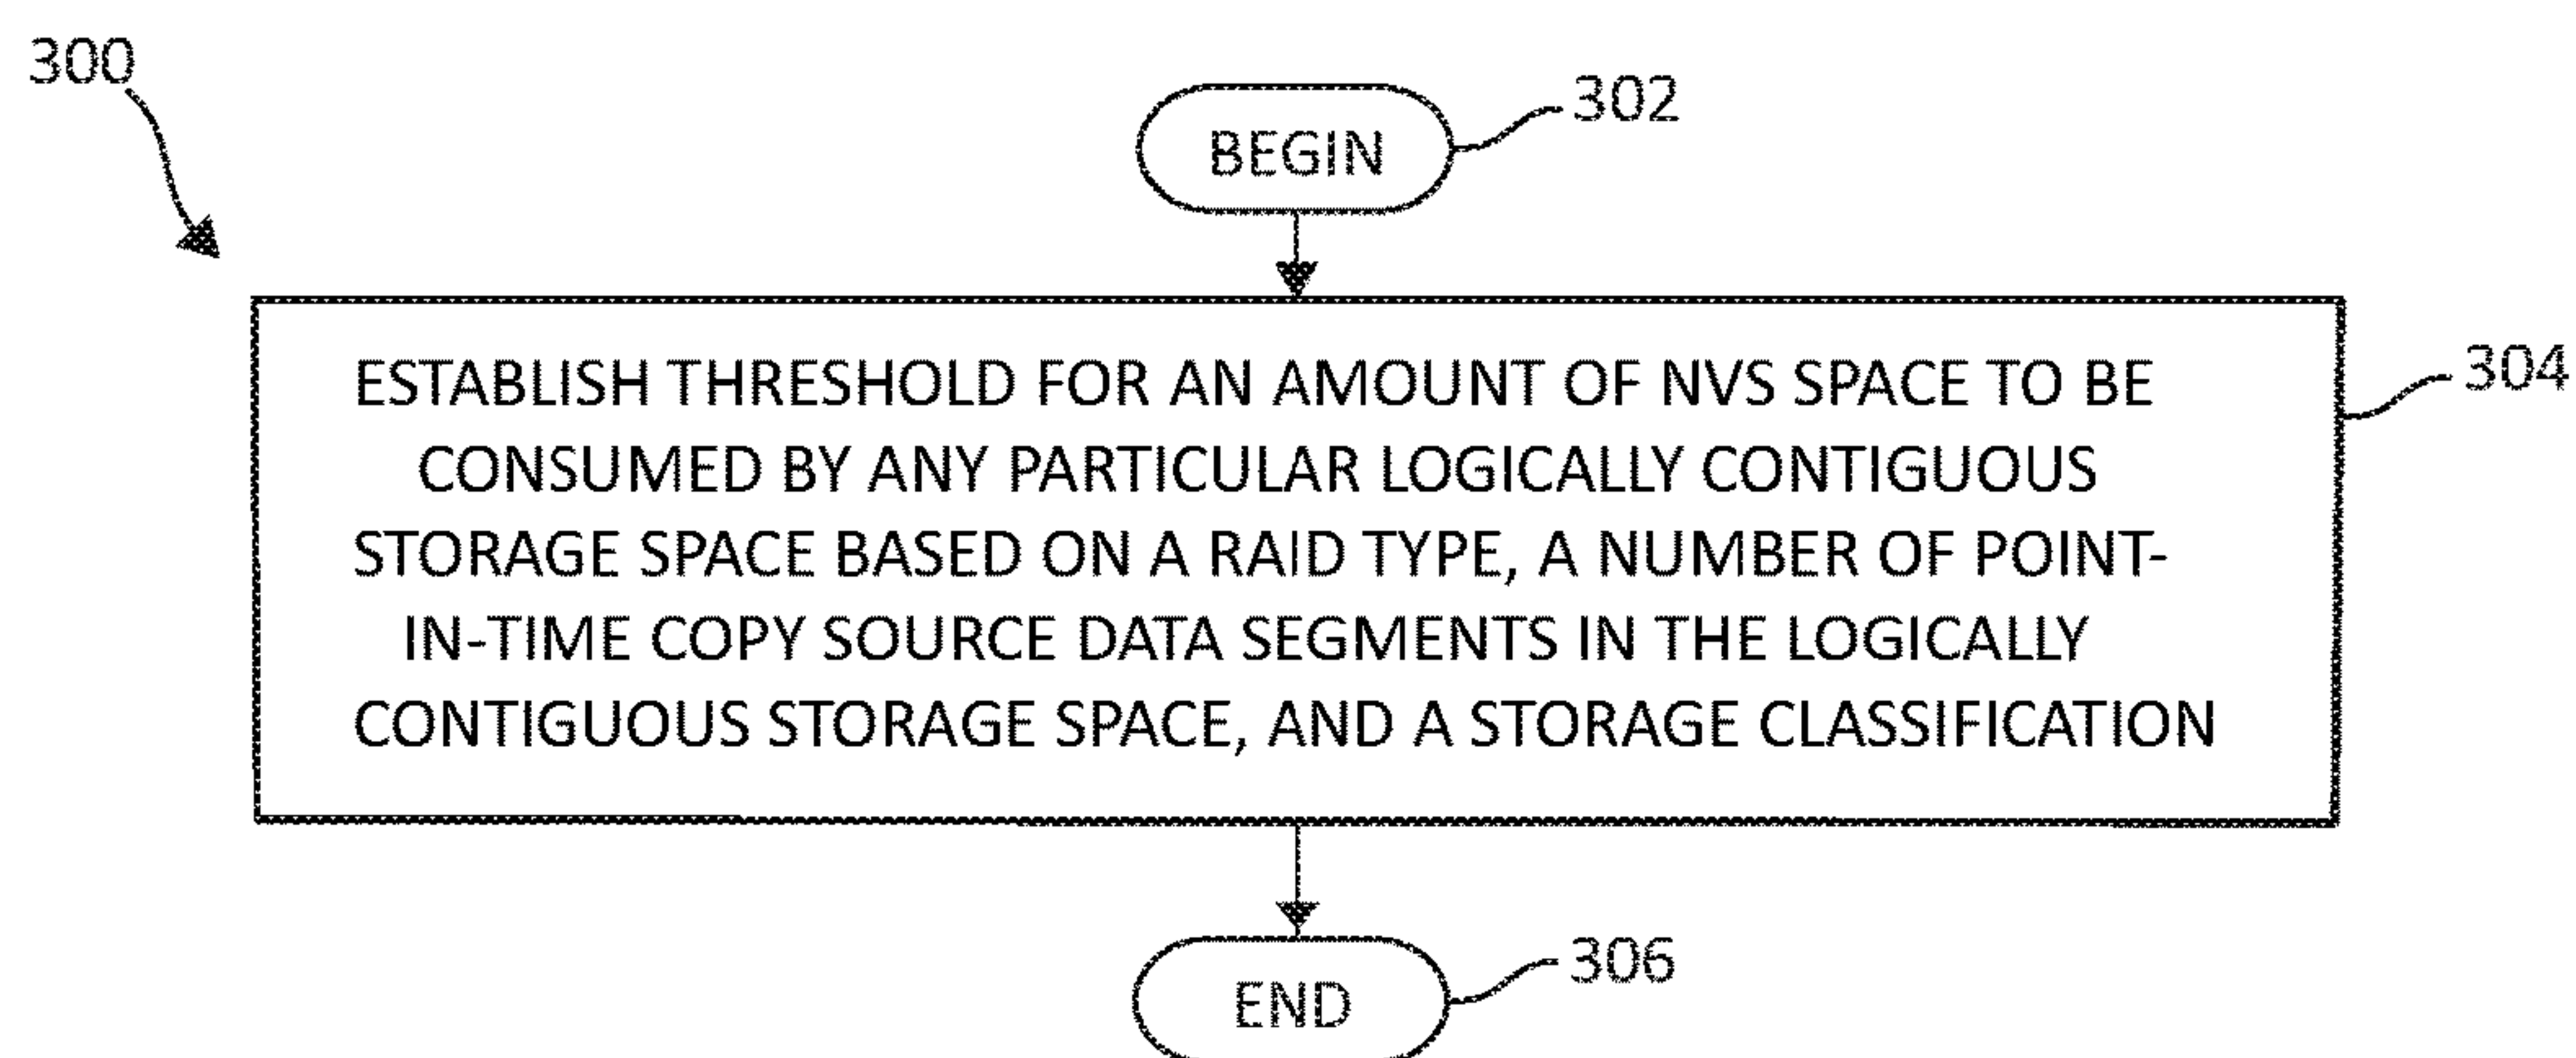 300
BEGIN
302
ESTABLISH THRESHOLD FOR AN AMOUNT OF NVS SPACE TO BE
CONSUMED BY ANY PARTICULAR LOGICALLY CONTIGUOUS
STORAGE SPACE BASED ON A RAID TYPE, A NUMBER OF POINT-
IN-TIME COPY SOURCE DATA SEGMENTS IN THE LOGICALLY
CONTIGUOUS STORAGE SPACE, AND A STORAGE CLASSIFICATION
304
END
306